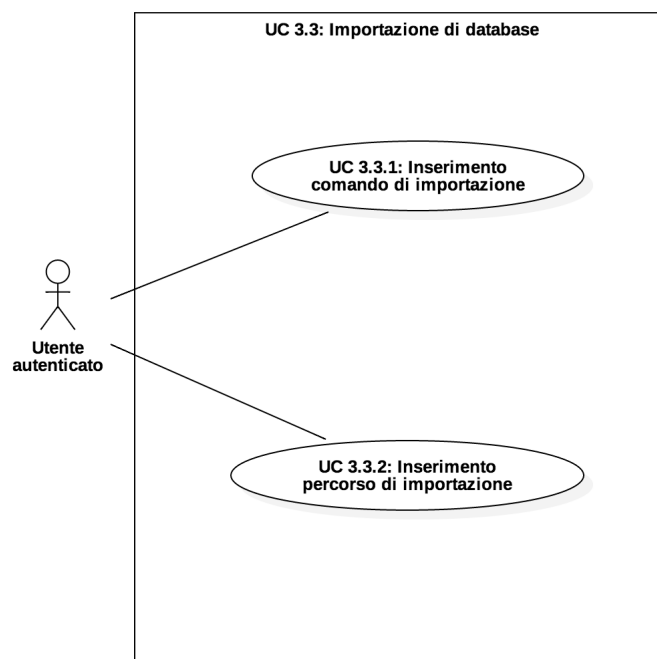 UC 3.3: Importazione di database
UC 3.3.1: Inserimento
comando di importazione
Utente
autenticato
UC 3.3.2: Inserimento
percorso di importazione